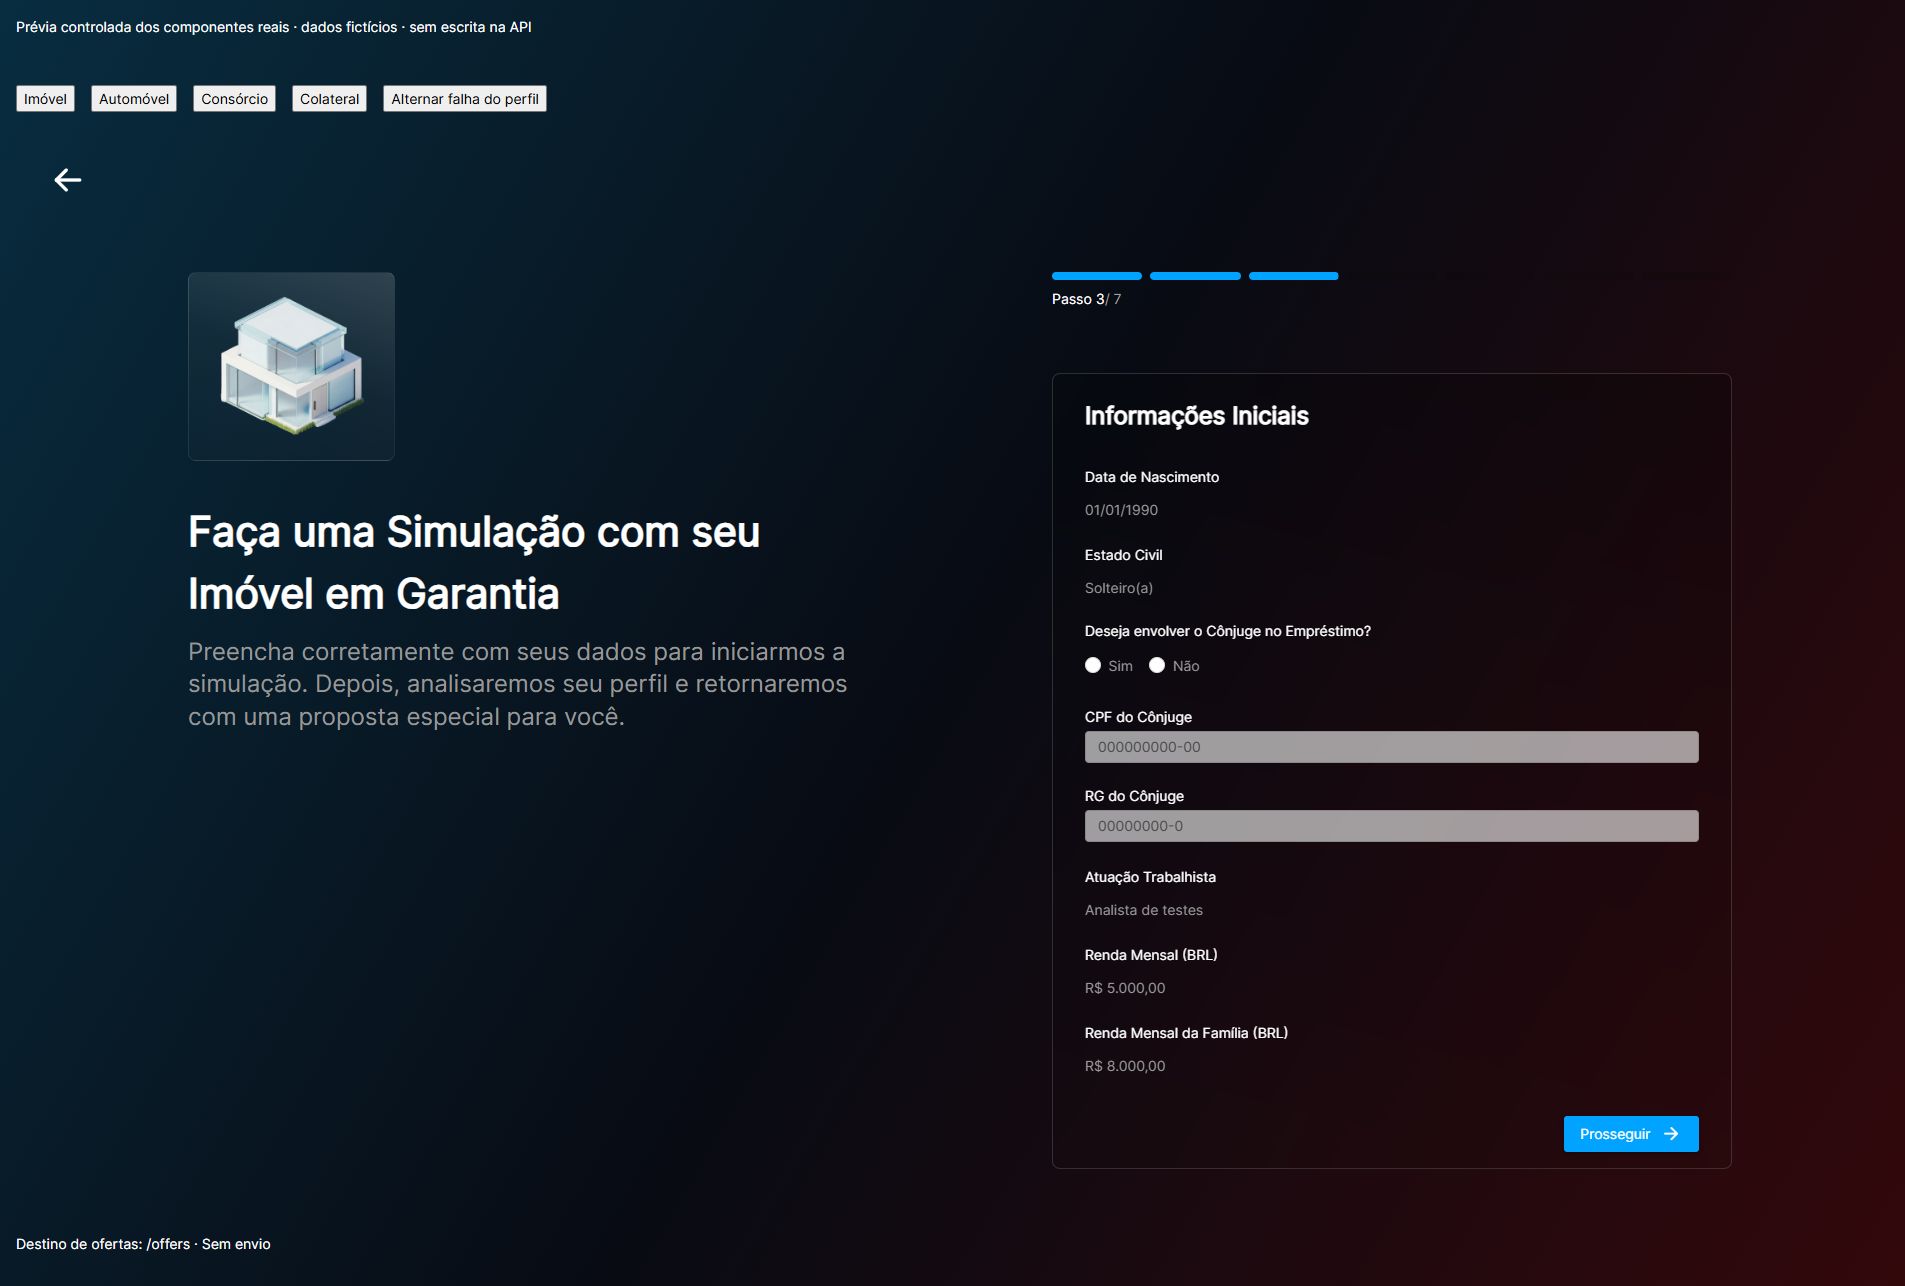 Prévia controlada dos componentes reais · dados fictícios · sem escrita na API
Imóvel
Automóvel
Consórcio
Colateral
Alternar falha do perfil
Faça uma Simulação com seu
Imóvel em Garantia
Preencha corretamente com seus dados para iniciarmos a
simulação. Depois, analisaremos seu perfil e retornaremos
com uma proposta especial para você.
Passo 3/ 7
Informações Iniciais
Data de Nascimento
01/01/1990
Estado Civil
Solteiro(a)
Deseja envolver o Cônjuge no Empréstimo?
Sim
Não
CPF do Cônjuge
000000000-00
RG do Cônjuge
00000000-0
Atuação Trabalhista
Analista de testes
Renda Mensal (BRL)
R$ 5.000,00
Renda Mensal da Família (BRL)
R$ 8.000,00
Prosseguir
Destino de ofertas: /offers · Sem envio